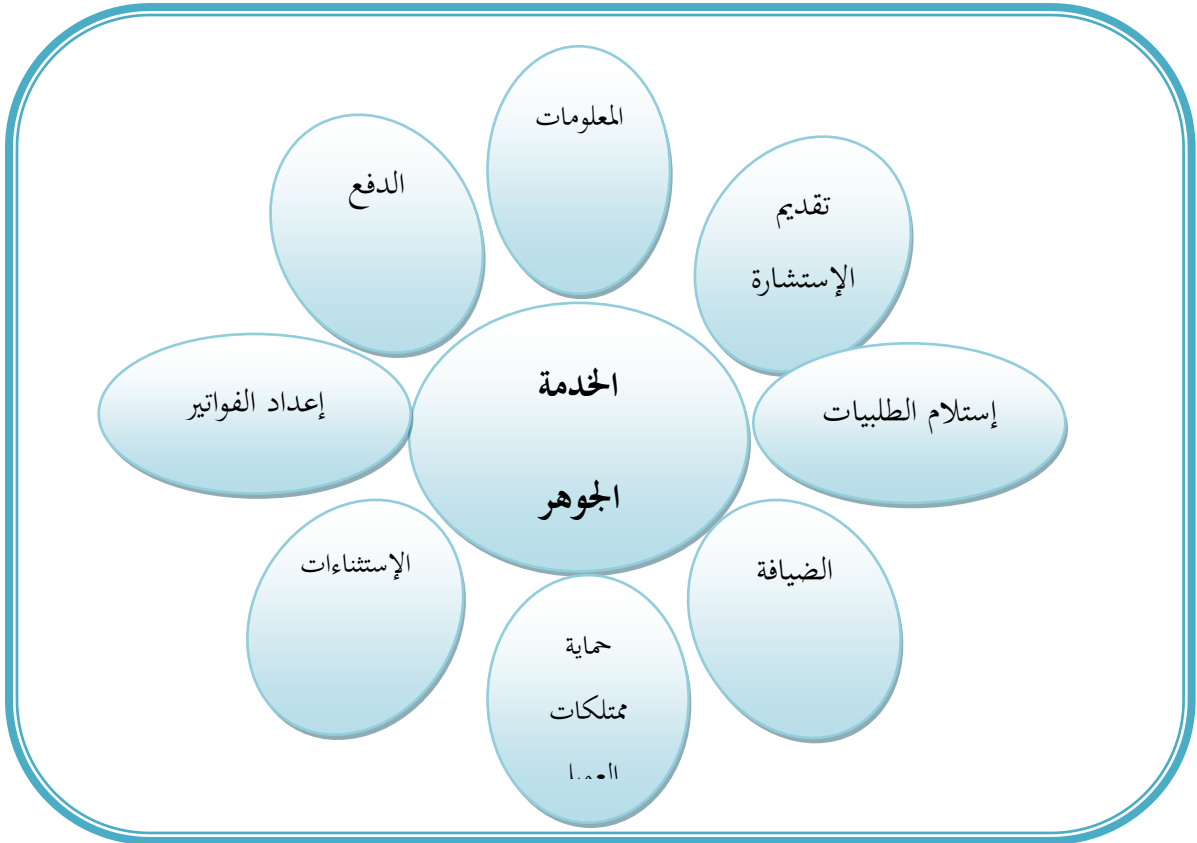 المعلومات
تقديم
الإستشارة
إستلام الطلبيات
الضيافة
حماية
ممتلكات
الإستثناءات
إعداد الفواتير
الدفع
الخدمة
الجوهر